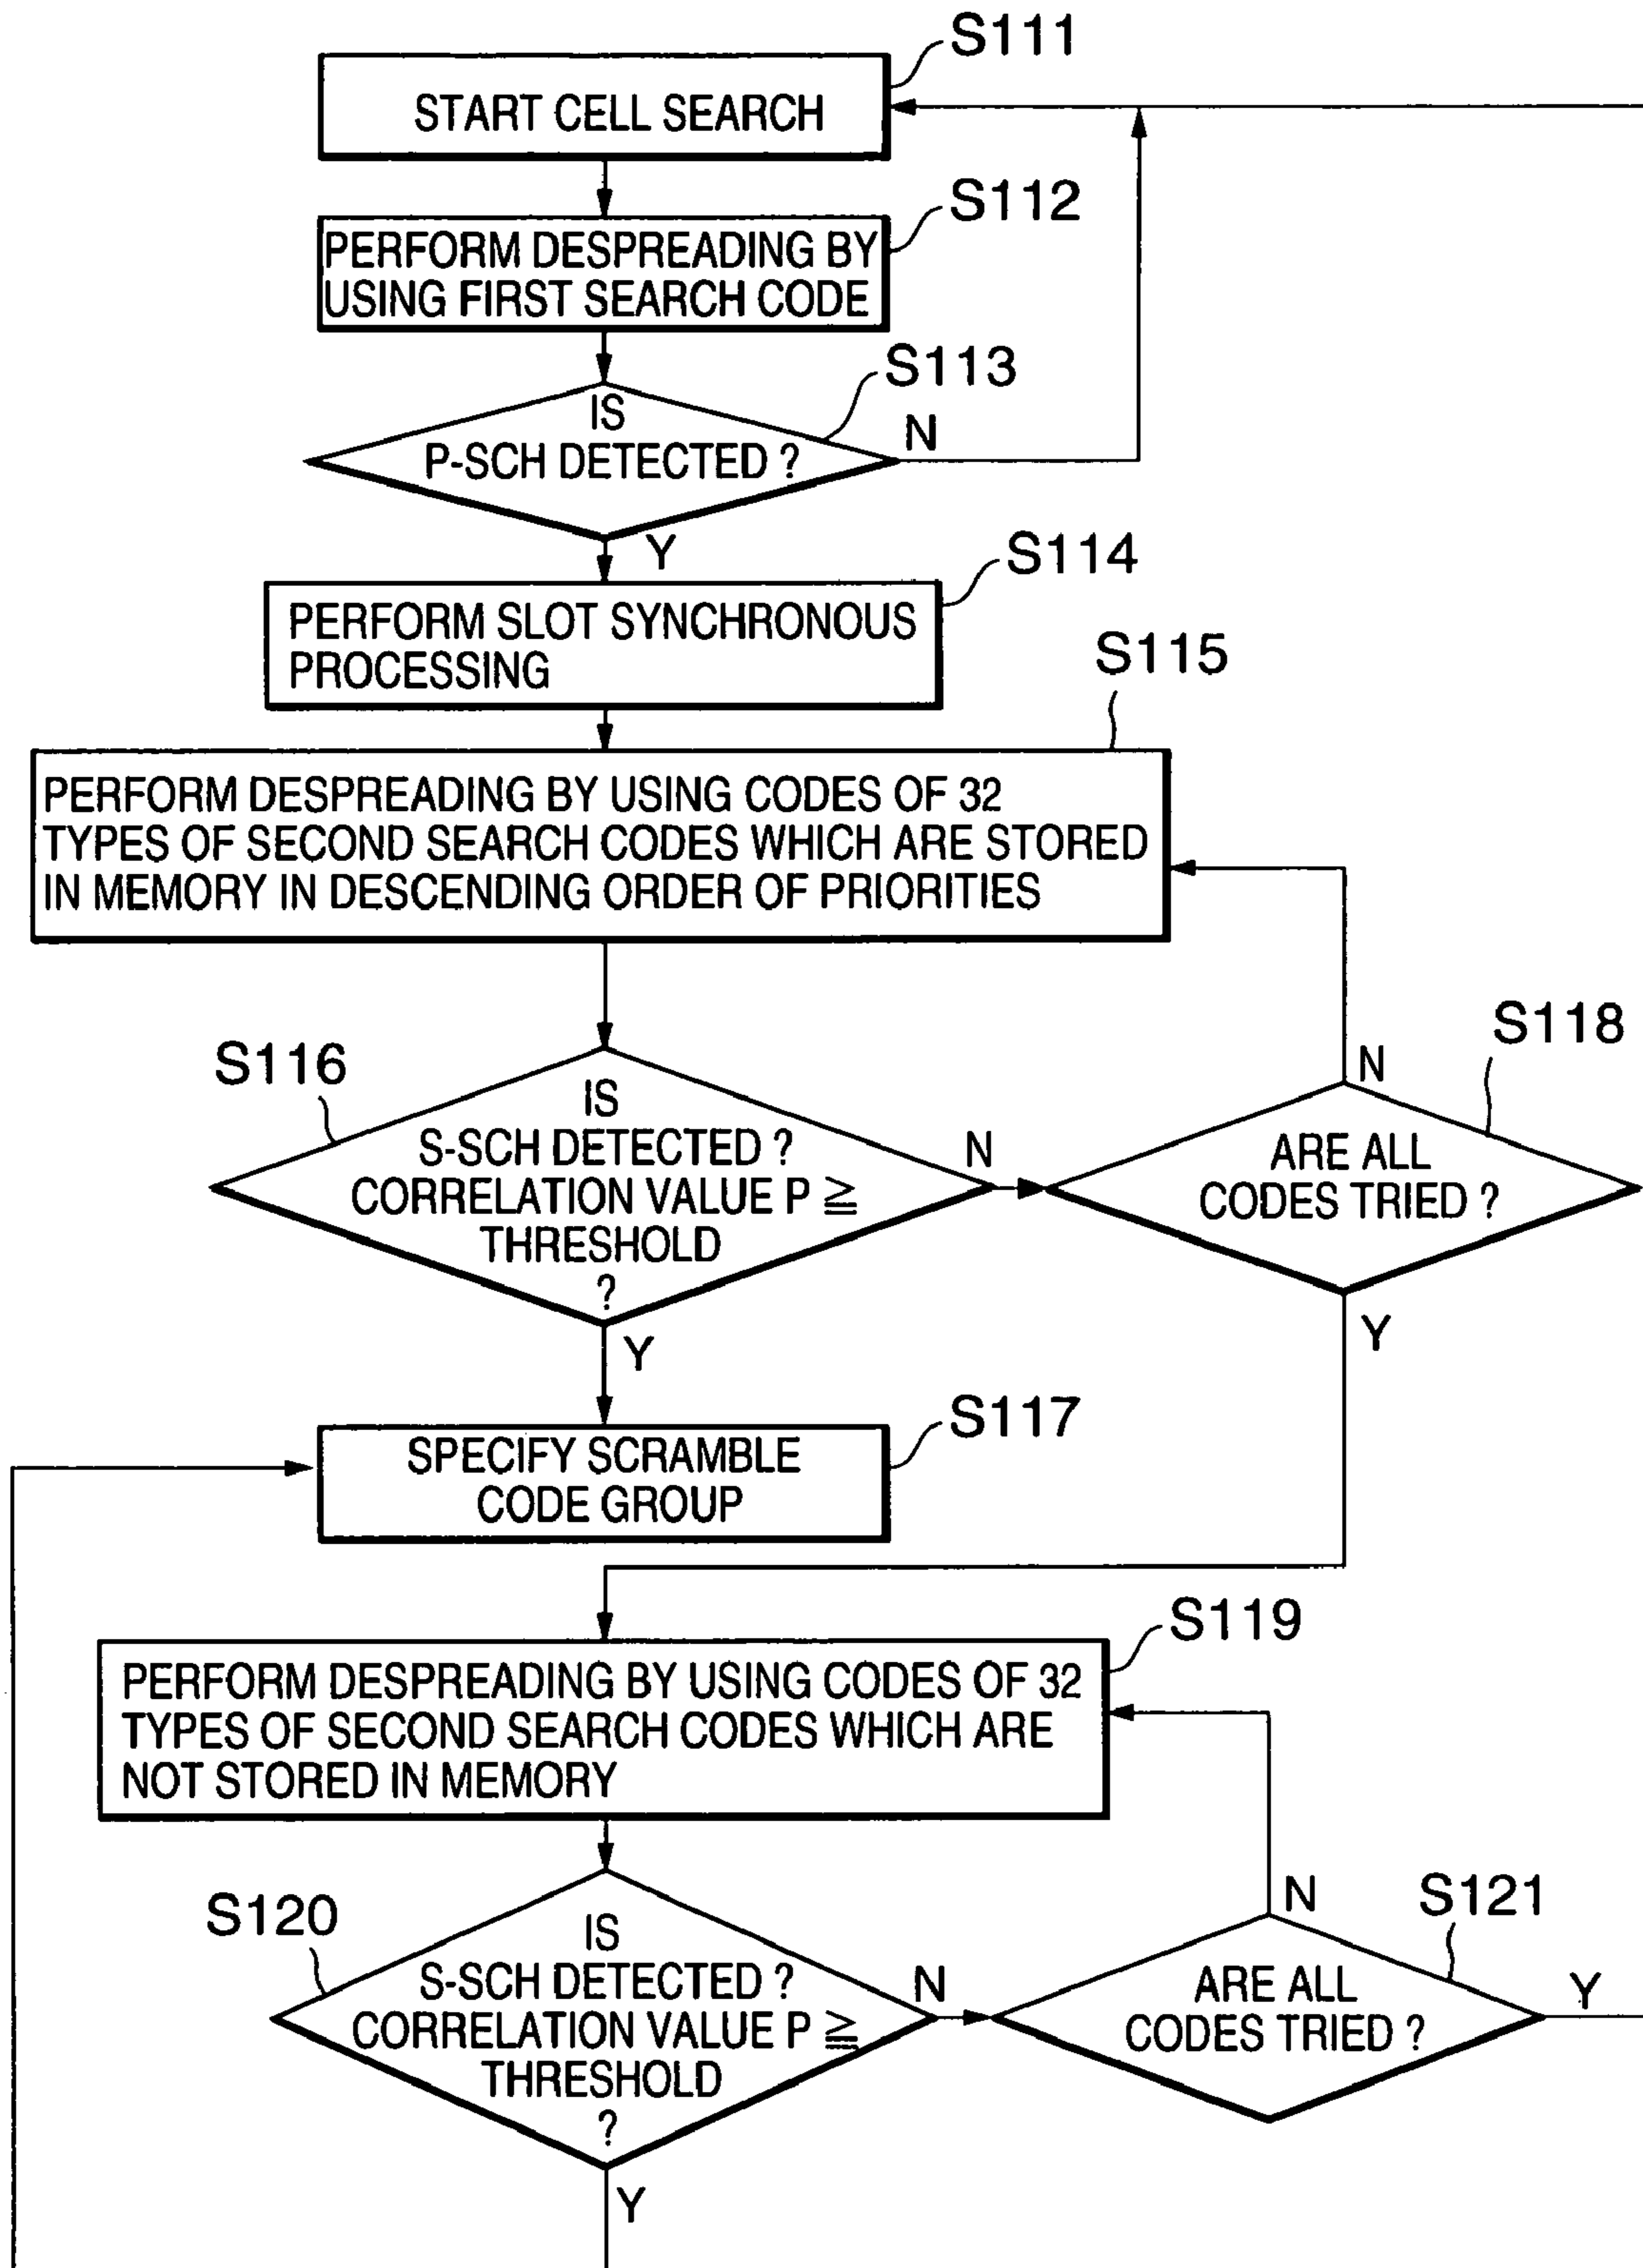 S111
START CELL SEARCH
S112
PERFORM DESPREADING BY
USING FIRST SEARCH CODE
S113
IS
P-SCH DETECTED ?
N
Y
S114
PERFORM SLOT SYNCHRONOUS
PROCESSING
S115
PERFORM DESPREADING BY USING CODES OF 32
TYPES OF SECOND SEARCH CODES WHICH ARE STORED
IN MEMORY IN DESCENDING ORDER OF PRIORITIES
S116
IS
S-SCH DETECTED ?
CORRELATION VALUE P ≧
THRESHOLD
?
N
Y
S118
N
ARE ALL
CODES TRIED ?
Y
S117
SPECIFY SCRAMBLE
CODE GROUP
S119
PERFORM DESPREADING BY USING CODES OF 32
TYPES OF SECOND SEARCH CODES WHICH ARE
NOT STORED IN MEMORY
S120
IS
S-SCH DETECTED ?
CORRELATION VALUE P ≧
THRESHOLD
?
N
Y
S121
N
ARE ALL
CODES TRIED ?
Y